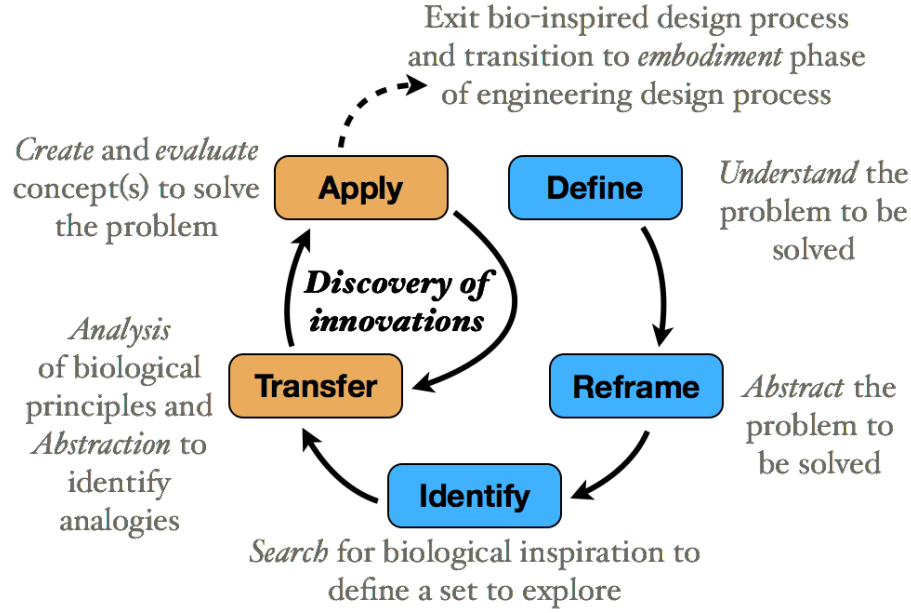 Exit bio-inspired design process
and transition to embodiment phase
of engineering design process
Create and evaluate
concept(s) to solve
the problem
Apply
Define
Understand the
problem to be
solved
Discovery of
innovations
Analysis
of biological
principles and
Abstraction to
identify
analogies
Transfer
Reframe
Abstract the
problem to
be solved
Identify
Search for biological inspiration to
define a set to explore